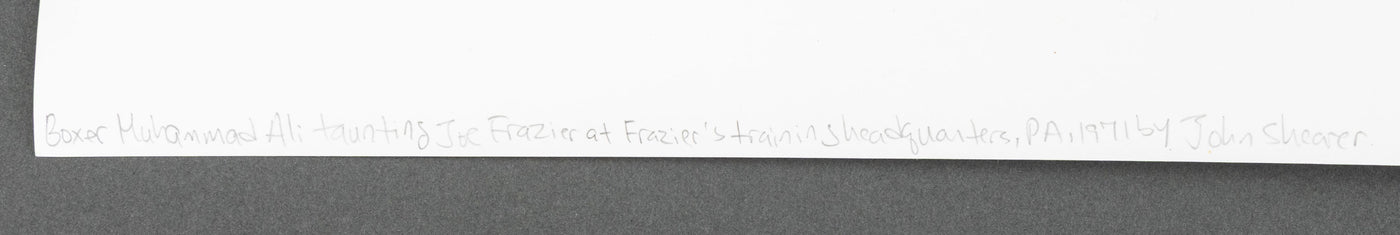 Boxer Muhammad Ali taunting Joe Frazier at Frazier's training headquarters, PA, 1971 by John Shearer.